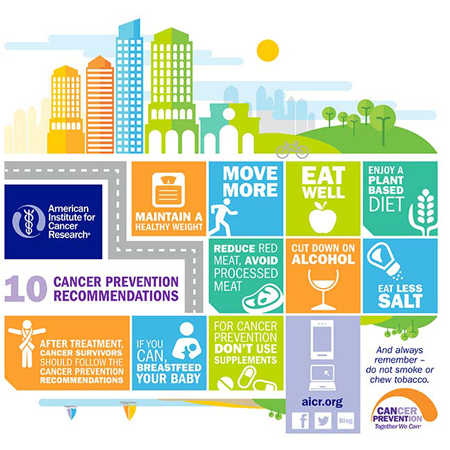 American
Institute for
Cancer
Research®
MAINTAIN A
HEALTHY WEIGHT
MOVE
MORE
EAT
WELL
ENJOY A
PLANT
BASED
DIET
REDUCE RED
MEAT, AVOID
PROCESSED
MEAT
CUT DOWN ON
ALCOHOL
EAT LESS
SALT
10 CANCER PREVENTION
RECOMMENDATIONS
AFTER TREATMENT,
CANCER SURVIVORS
SHOULD FOLLOW THE
CANCER PREVENTION
RECOMMENDATIONS
IF YOU
CAN,
BREASTFEED
YOUR BABY
FOR CANCER
PREVENTION
DON'T USE
SUPPLEMENTS
aicr.org
Blog
And always
remember –
do not smoke or
chew tobacco.
CANCER
PREVENTION
Together We Can®